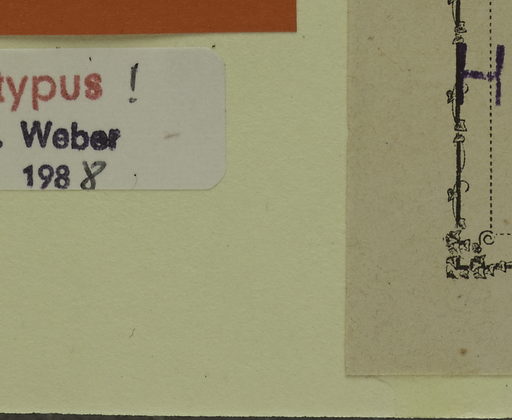 typus !
. Weber
1988
H